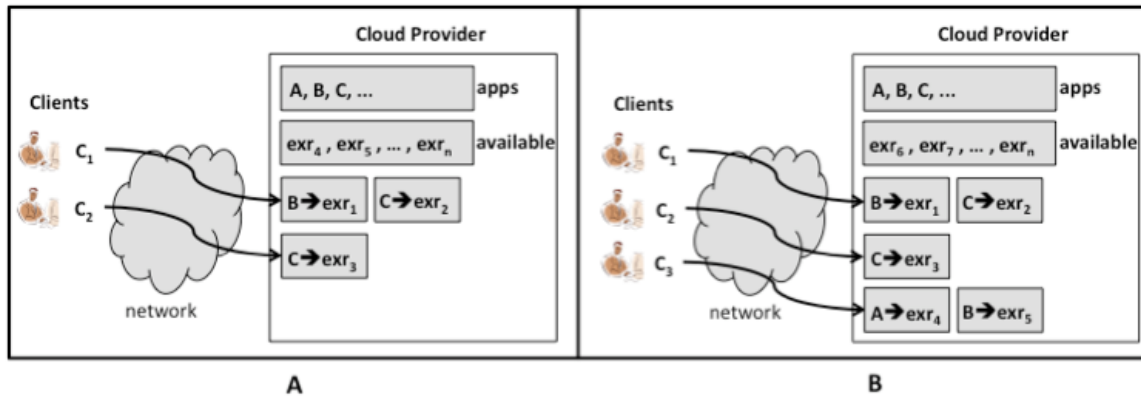 Cloud Provider
A, B, C, ... apps
Clients
exr4 , exr5 , ... , exrn available
C1
B➔exr1 C➔exr2
C2
C➔exr3
network
A
Cloud Provider
A, B, C, ... apps
Clients
exr6 , exr7 , ... , exrn available
C1
B➔exr1 C➔exr2
C2
C➔exr3
C3
A➔exr4 B➔exr5
network
B